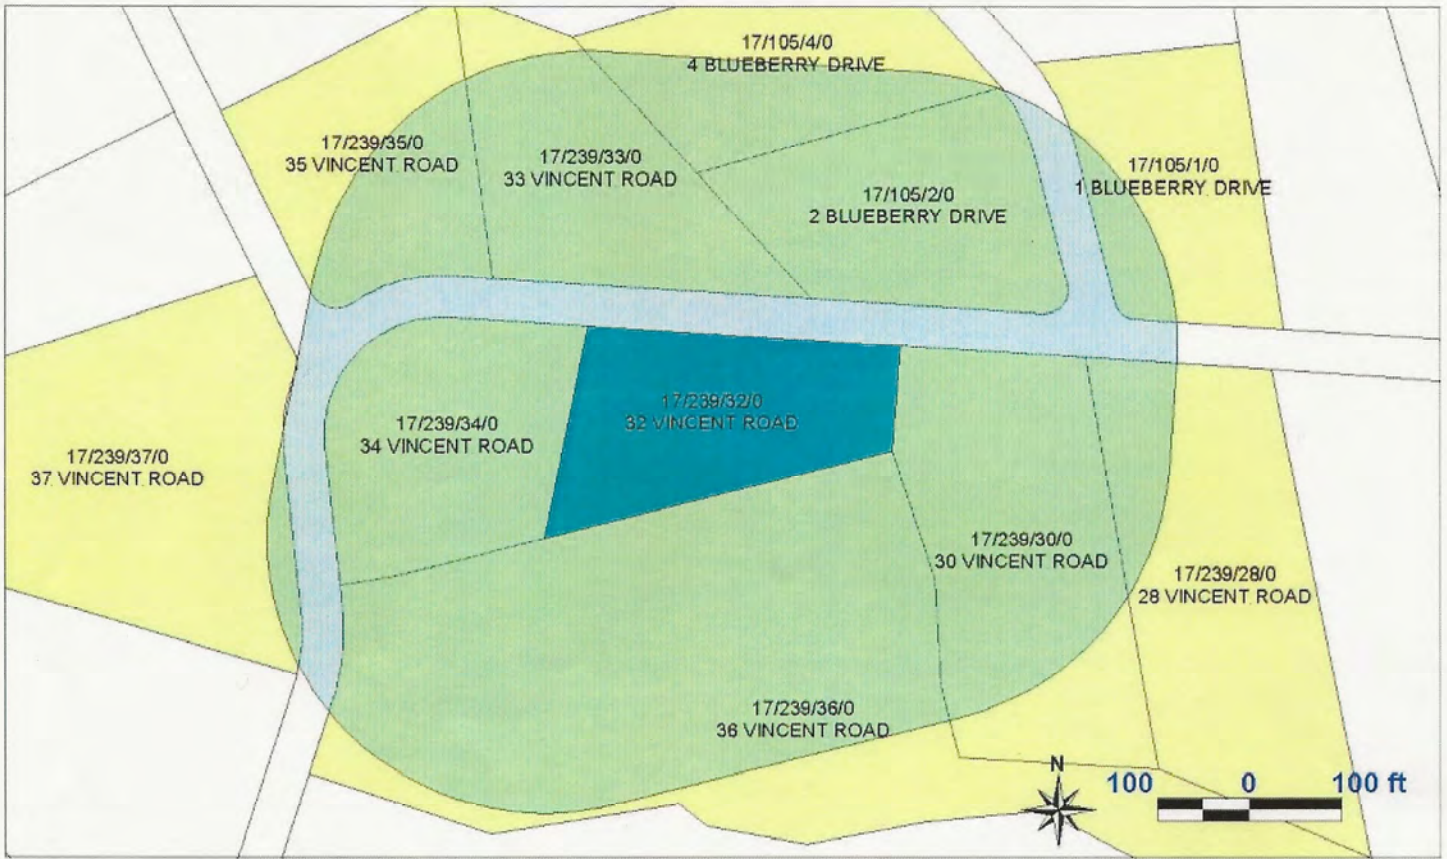 17/105/4/0
4 BLUEBERRY DRIVE
17/239/35/0
35 VINCENT ROAD
17/239/33/0
33 VINCENT ROAD
17/105/1/0
1 BLUEBERRY DRIVE
17/105/2/0
2 BLUEBERRY DRIVE
17/239/32/0
32 VINCENT ROAD
17/239/34/0
34 VINCENT ROAD
17/239/37/0
37 VINCENT ROAD
17/239/30/0
30 VINCENT ROAD
17/239/28/0
28 VINCENT ROAD
17/239/36/0
36 VINCENT ROAD
N
100 0 100 ft